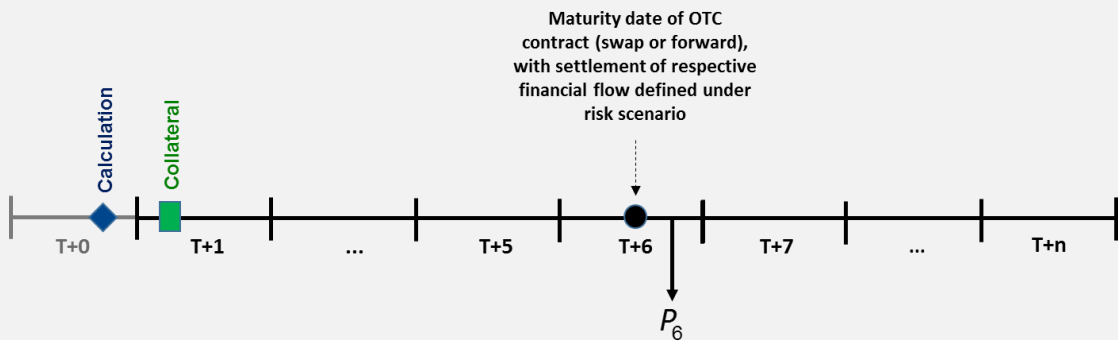 Maturity date of OTC
contract (swap or forward),
with settlement of respective
financial flow defined under
risk scenario
Calculation
Collateral
T+0
T+1
...
T+5
T+6
T+7
...
T+n
P6